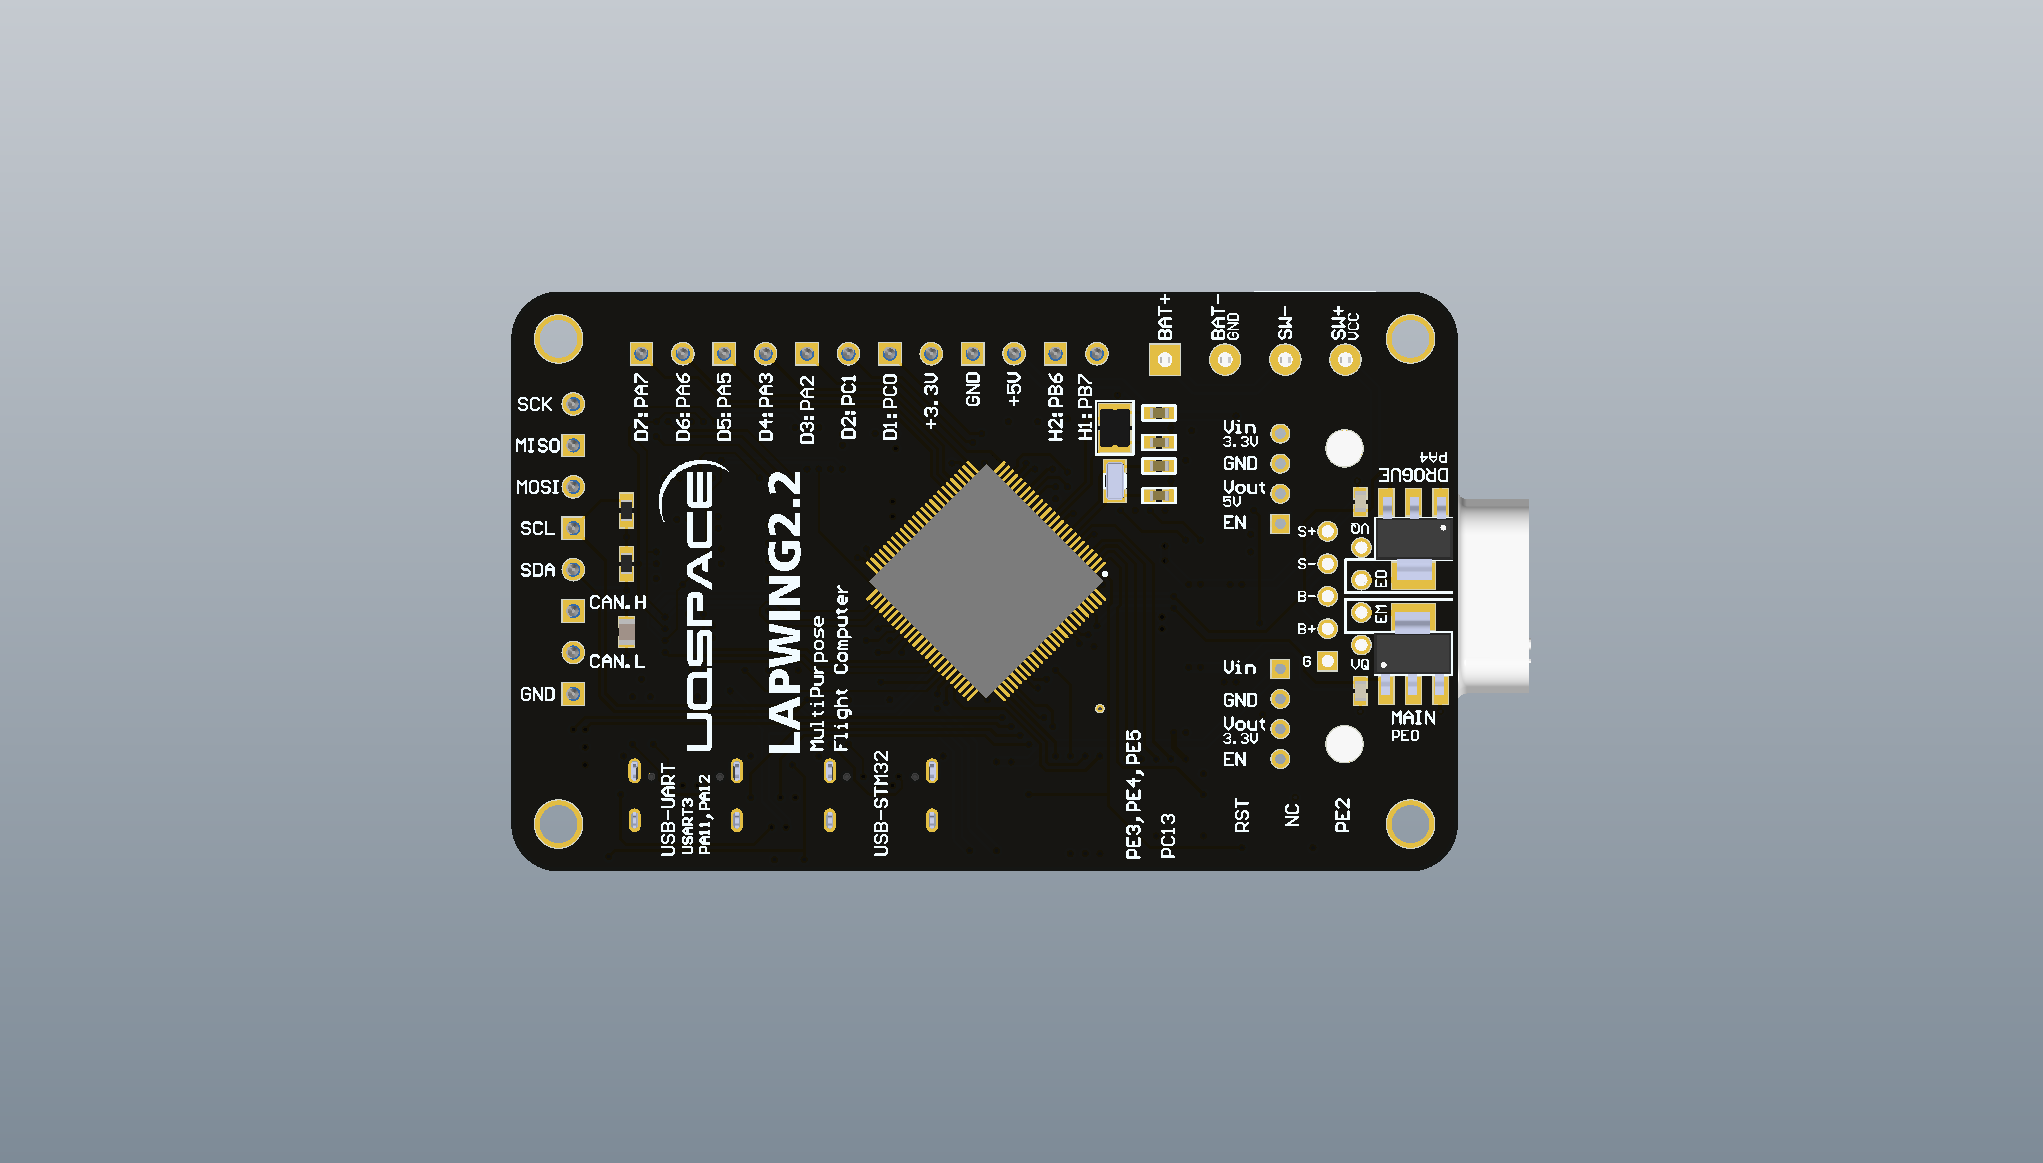 BAT+
BAT-
GND
SW-
SW+
VCC
D7:PA7
D6:PA6
D5:PA5
D4:PA3
D3:PA2
D2:PC1
D1:PC0
+3.3V
GND
+5V
H2:PB6
H1:PB7
SCK
MISO
MOSI
SCL
SDA
CAN.H
CAN.L
GND
UQSPACE
LAPWING2.2
MultiPurpose
Flight Computer
Vin
3.3V
GND
Vout
5V
EN
PA4
DROGUE
S+
S-
B-
B+
G
VQ
EO
EM
VQ
Vin
GND
Vout
3.3V
EN
MAIN
PE0
USB-UART
USART3
PA11,PA12
USB-STM32
PE3,PE4,PE5
PC13
RST
NC
PE2